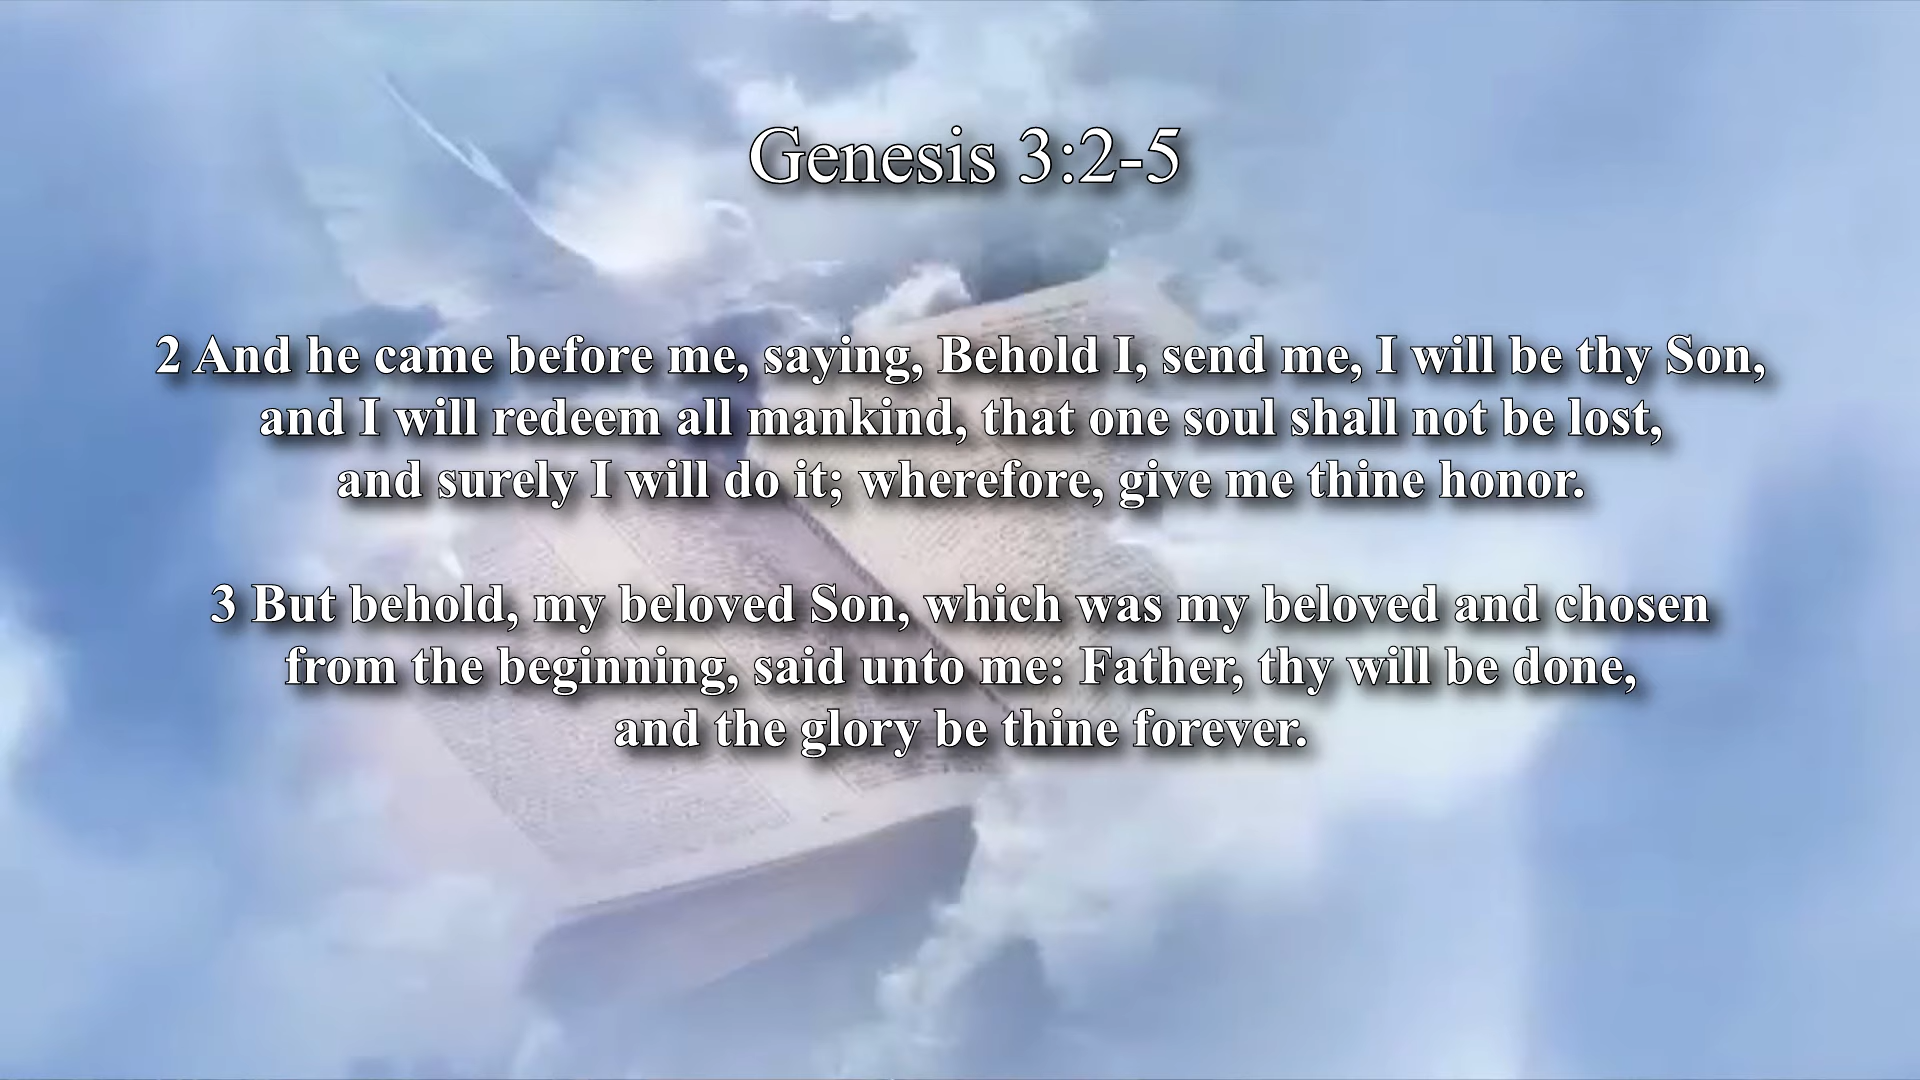 Genesis 3:2-5
2 And he came before me, saying, Behold I, send me, I will be thy Son,
and I will redeem all mankind, that one soul shall not be lost,
and surely I will do it; wherefore, give me thine honor.
3 But behold, my beloved Son, which was my beloved and chosen
from the beginning, said unto me: Father, thy will be done,
and the glory be thine forever.